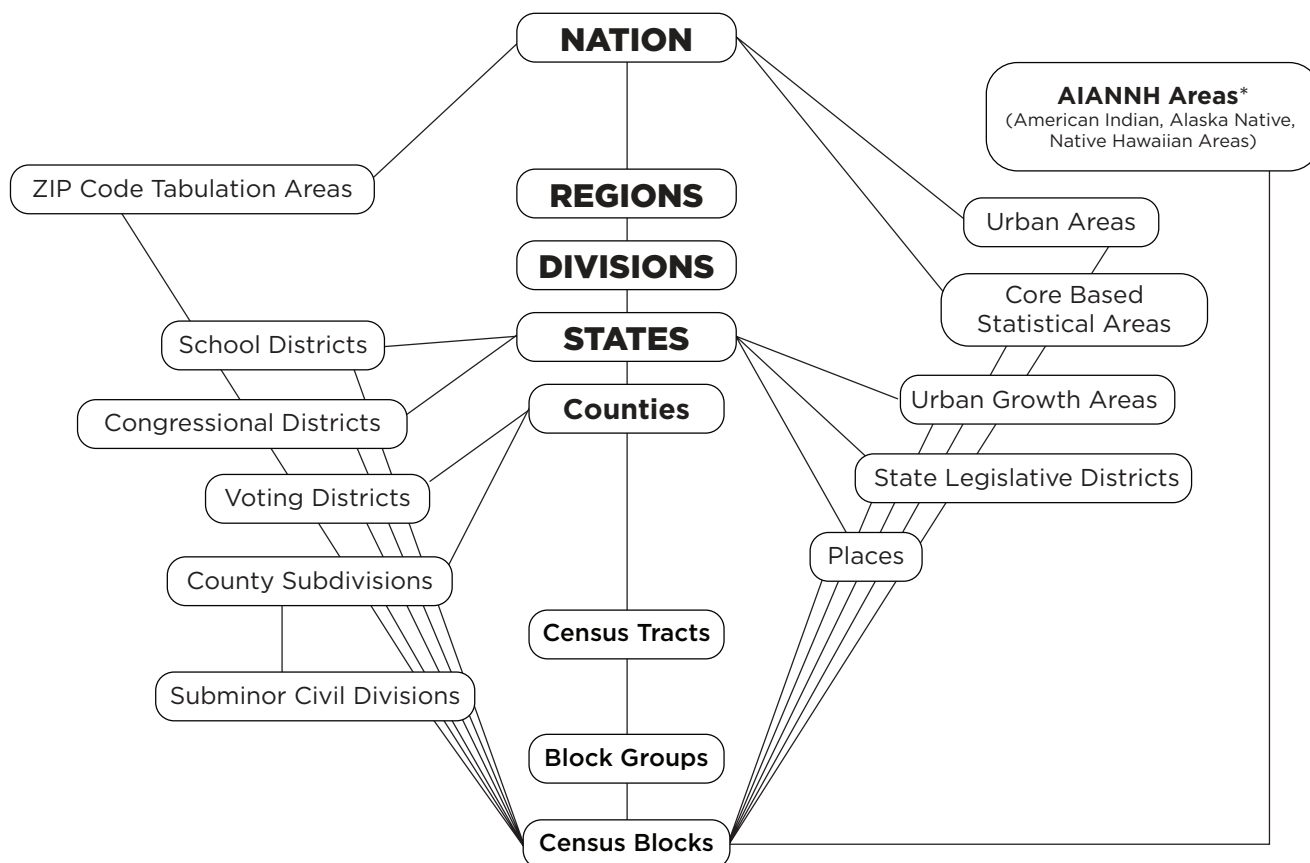 NATION
AIANNH Areas*
(American Indian, Alaska Native,
Native Hawaiian Areas)
ZIP Code Tabulation Areas
REGIONS
Urban Areas
DIVISIONS
Core Based
Statistical Areas
School Districts
STATES
Congressional Districts
Counties
Urban Growth Areas
Voting Districts
State Legislative Districts
County Subdivisions
Places
Census Tracts
Subminor Civil Divisions
Block Groups
Census Blocks